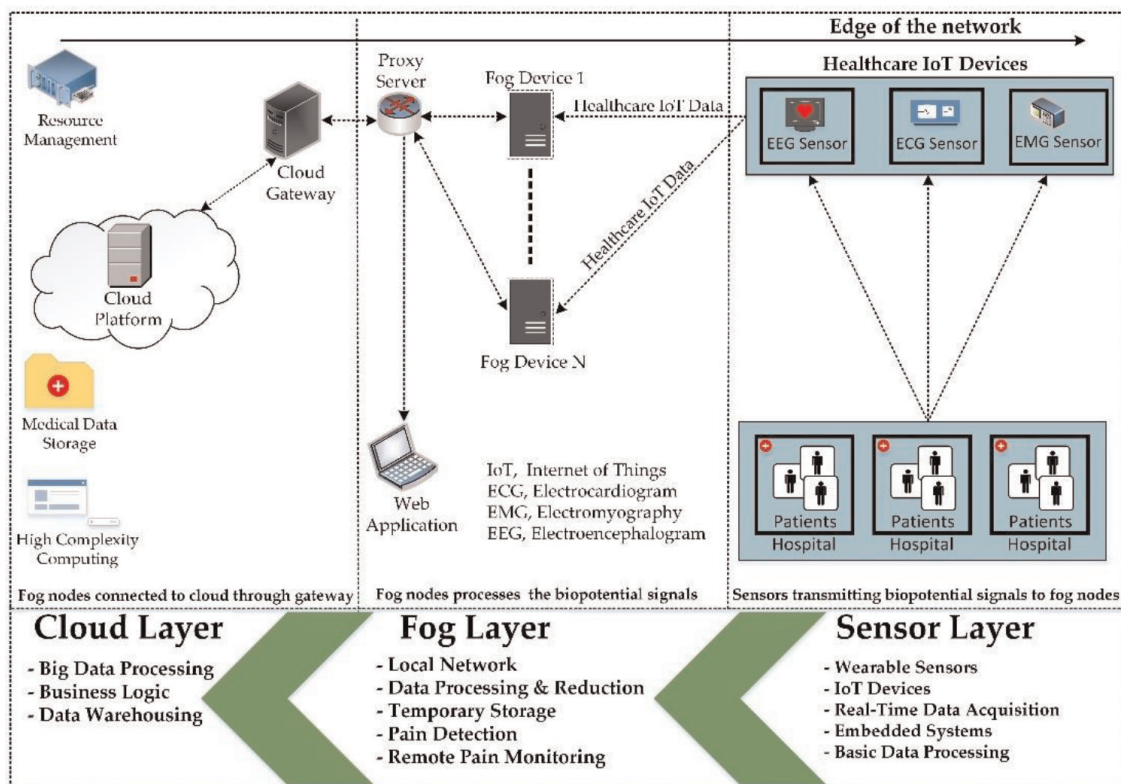 Edge of the network
Resource
Management
Cloud
Gateway
Cloud
Platform
Medical Data
Storage
High Complexity
Computing
Fog nodes connected to cloud through gateway
Proxy
Server
Fog Device 1
Healthcare IoT Data
Healthcare IoT Data
Fog Device N
Web
Application
IoT, Internet of Things
ECG, Electrocardiogram
EMG, Electromyography
EEG, Electroencephalogram
Fog nodes processes the biopotential signals
Healthcare IoT Devices
EEG Sensor
ECG Sensor
EMG Sensor
Patients
Hospital
Patients
Hospital
Patients
Hospital
Sensors transmitting biopotential signals to fog nodes
Cloud Layer
- Big Data Processing
- Business Logic
- Data Warehousing
Fog Layer
- Local Network
- Data Processing & Reduction
- Temporary Storage
- Pain Detection
- Remote Pain Monitoring
Sensor Layer
- Wearable Sensors
- IoT Devices
- Real-Time Data Acquisition
- Embedded Systems
- Basic Data Processing